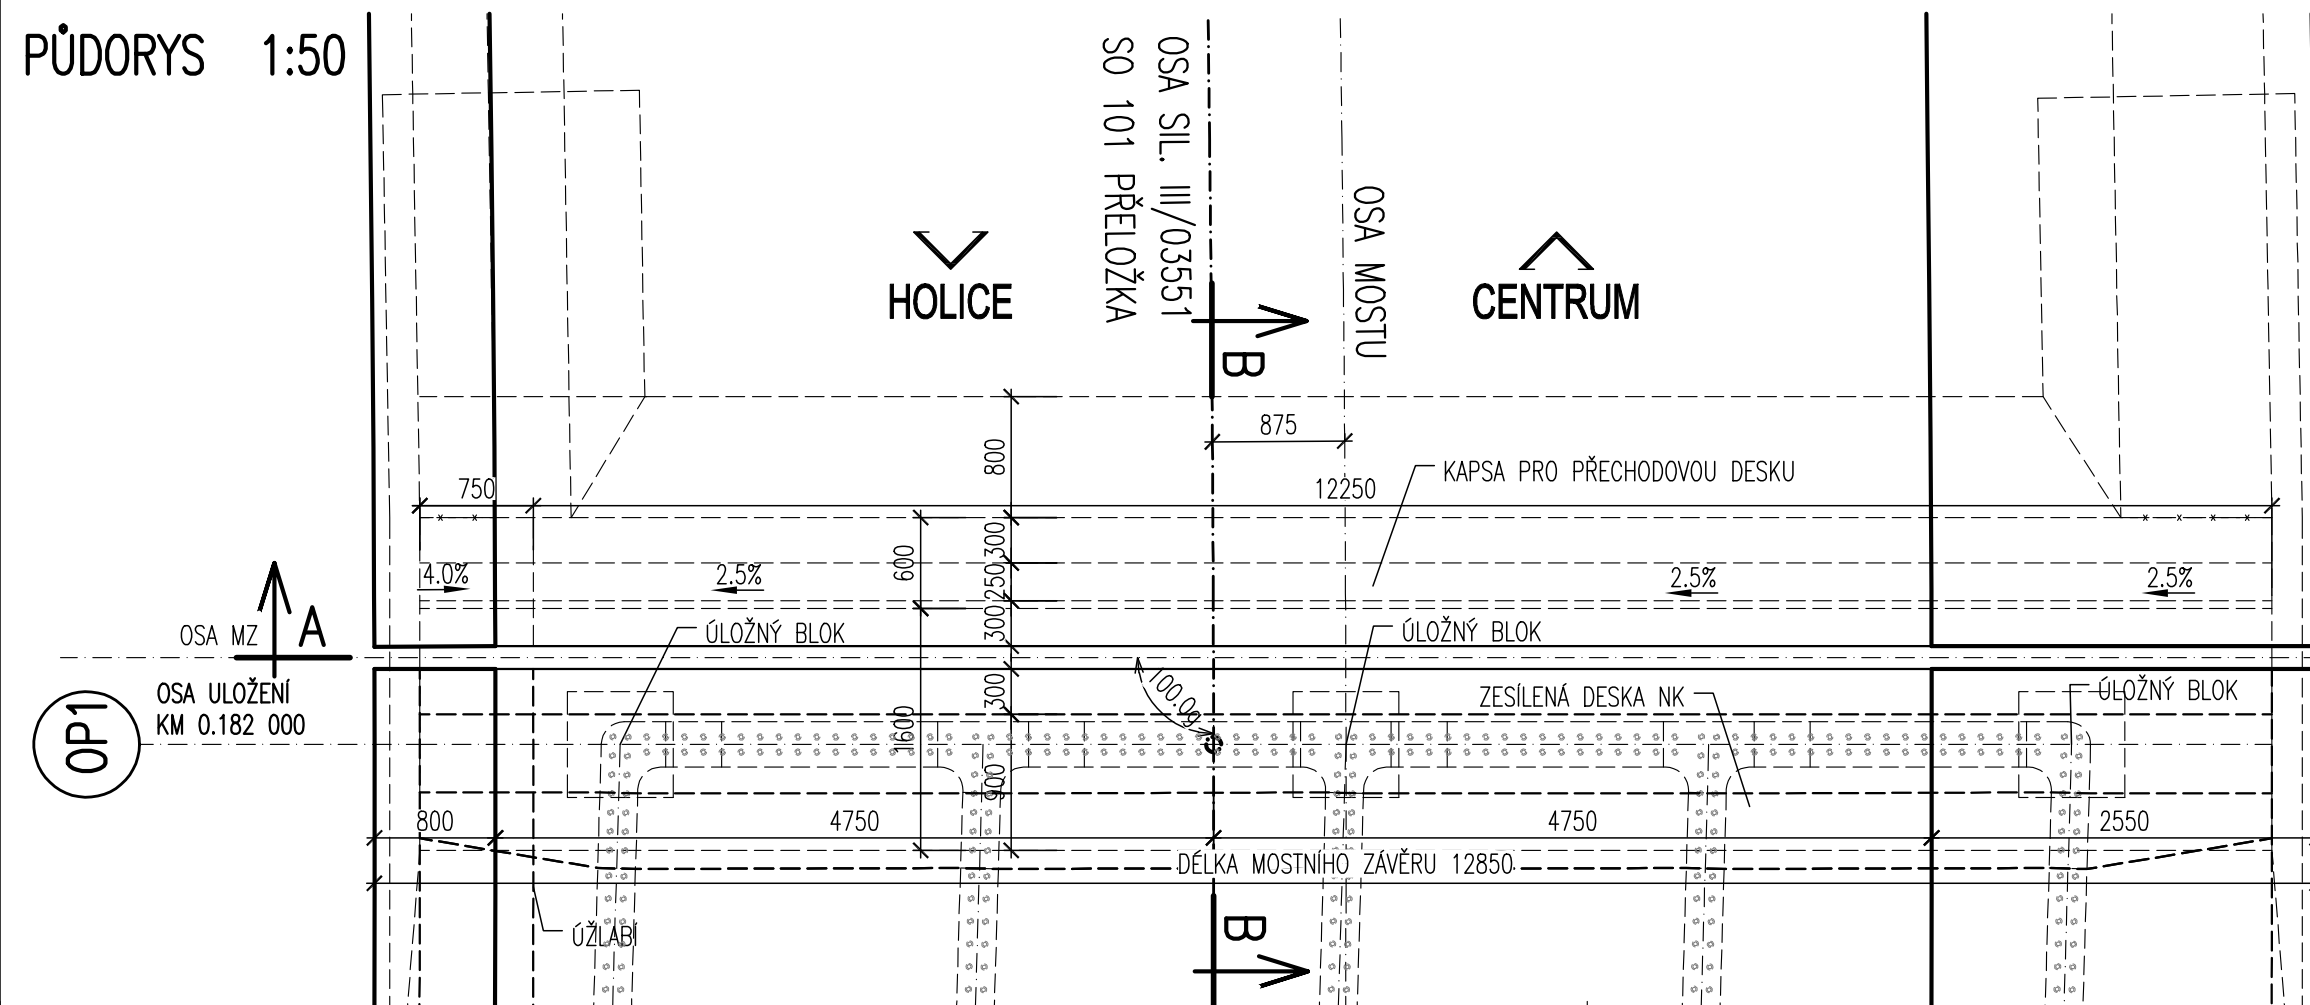 PŮDORYS 1:50
OSA SIL. III/03551
SO 101 PŘELOŽKA
OSA MOSTU
HOLICE
CENTRUM
B
875
800
KAPSA PRO PŘECHODOVOU DESKU
750
12250
300
600
250
4.0%
2.5%
2.5%
2.5%
300
OSA MZ
A
ÚLOŽNÝ BLOK
ÚLOŽNÝ BLOK
OSA ULOŽENÍ
KM 0.182 000
OP1
300
1600
100.0g
ZESÍLENÁ DESKA NK
ÚLOŽNÝ BLOK
900
800
4750
4750
2550
DÉLKA MOSTNÍHO ZÁVĚRU 12850
B
ÚŽLABÍ